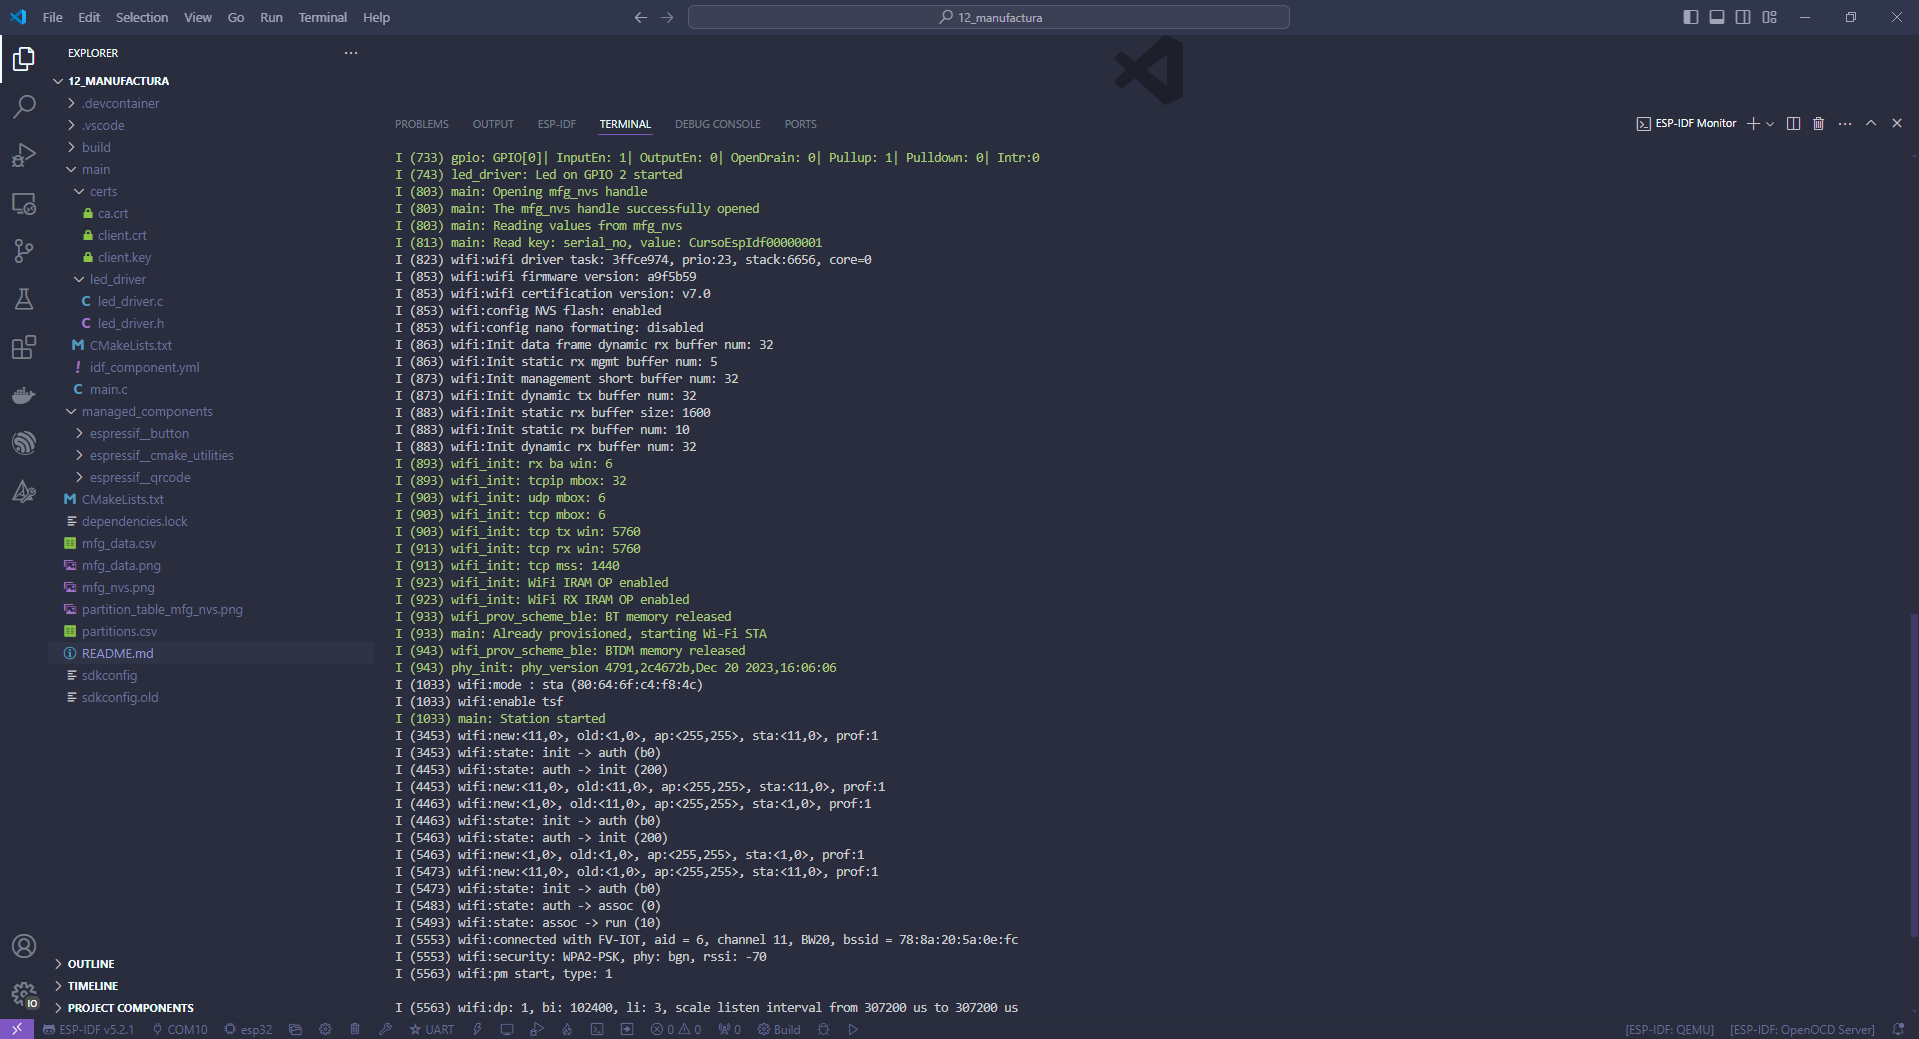 File Edit Selection View Go Run Terminal Help
12_manufactura
EXPLORER
12_MANUFACTURA
.devcontainer
.vscode
build
main
certs
ca.crt
client.crt
client.key
led_driver
led_driver.c
led_driver.h
CMakeLists.txt
idf_component.yml
main.c
managed_components
espressif__button
espressif__cmake_utilities
espressif__qrcode
CMakeLists.txt
dependencies.lock
mfg_data.csv
mfg_data.png
mfg_nvs.png
partition_table_mfg_nvs.png
partitions.csv
README.md
sdkconfig
sdkconfig.old
OUTLINE
TIMELINE
PROJECT COMPONENTS
PROBLEMS OUTPUT ESP-IDF TERMINAL DEBUG CONSOLE PORTS
ESP-IDF Monitor
I (733) gpio: GPIO[0]| InputEn: 1| OutputEn: 0| OpenDrain: 0| Pullup: 1| Pulldown: 0| Intr:0
I (743) led_driver: Led on GPIO 2 started
I (803) main: Opening mfg_nvs handle
I (803) main: The mfg_nvs handle successfully opened
I (803) main: Reading values from mfg_nvs
I (813) main: Read key: serial_no, value: CursoEspIdf00000001
I (823) wifi:wifi driver task: 3ffce974, prio:23, stack:6656, core=0
I (853) wifi:wifi firmware version: a9f5b59
I (853) wifi:wifi certification version: v7.0
I (853) wifi:config NVS flash: enabled
I (853) wifi:config nano formating: disabled
I (863) wifi:Init data frame dynamic rx buffer num: 32
I (863) wifi:Init static rx mgmt buffer num: 5
I (873) wifi:Init management short buffer num: 32
I (873) wifi:Init dynamic tx buffer num: 32
I (883) wifi:Init static rx buffer size: 1600
I (883) wifi:Init static rx buffer num: 10
I (883) wifi:Init dynamic rx buffer num: 32
I (893) wifi_init: rx ba win: 6
I (893) wifi_init: tcpip mbox: 32
I (903) wifi_init: udp mbox: 6
I (903) wifi_init: tcp mbox: 6
I (903) wifi_init: tcp tx win: 5760
I (913) wifi_init: tcp rx win: 5760
I (913) wifi_init: tcp mss: 1440
I (923) wifi_init: WiFi IRAM OP enabled
I (923) wifi_init: WiFi RX IRAM OP enabled
I (933) wifi_prov_scheme_ble: BT memory released
I (933) main: Already provisioned, starting Wi-Fi STA
I (943) wifi_prov_scheme_ble: BTDM memory released
I (943) phy_init: phy_version 4791,2c4672b,Dec 20 2023,16:06:06
I (1033) wifi:mode : sta (80:64:6f:c4:f8:4c)
I (1033) wifi:enable tsf
I (1033) main: Station started
I (3453) wifi:new:<11,0>, old:<1,0>, ap:<255,255>, sta:<11,0>, prof:1
I (3453) wifi:state: init -> auth (b0)
I (4453) wifi:state: auth -> init (200)
I (4453) wifi:new:<11,0>, old:<11,0>, ap:<255,255>, sta:<11,0>, prof:1
I (4463) wifi:new:<1,0>, old:<11,0>, ap:<255,255>, sta:<1,0>, prof:1
I (4463) wifi:state: init -> auth (b0)
I (5463) wifi:state: auth -> init (200)
I (5463) wifi:new:<1,0>, old:<1,0>, ap:<255,255>, sta:<1,0>, prof:1
I (5473) wifi:new:<11,0>, old:<1,0>, ap:<255,255>, sta:<11,0>, prof:1
I (5473) wifi:state: init -> auth (b0)
I (5483) wifi:state: auth -> assoc (0)
I (5493) wifi:state: assoc -> run (10)
I (5553) wifi:connected with FV-IOT, aid = 6, channel 11, BW20, bssid = 78:8a:20:5a:0e:fc
I (5553) wifi:security: WPA2-PSK, phy: bgn, rssi: -70
I (5563) wifi:pm start, type: 1
I (5563) wifi:dp: 1, bi: 102400, li: 3, scale listen interval from 307200 us to 307200 us
ESP-IDF v5.2.1 COM10 esp32 UART 0 0 0 Build [ESP-IDF: QEMU] [ESP-IDF: OpenOCD Server]